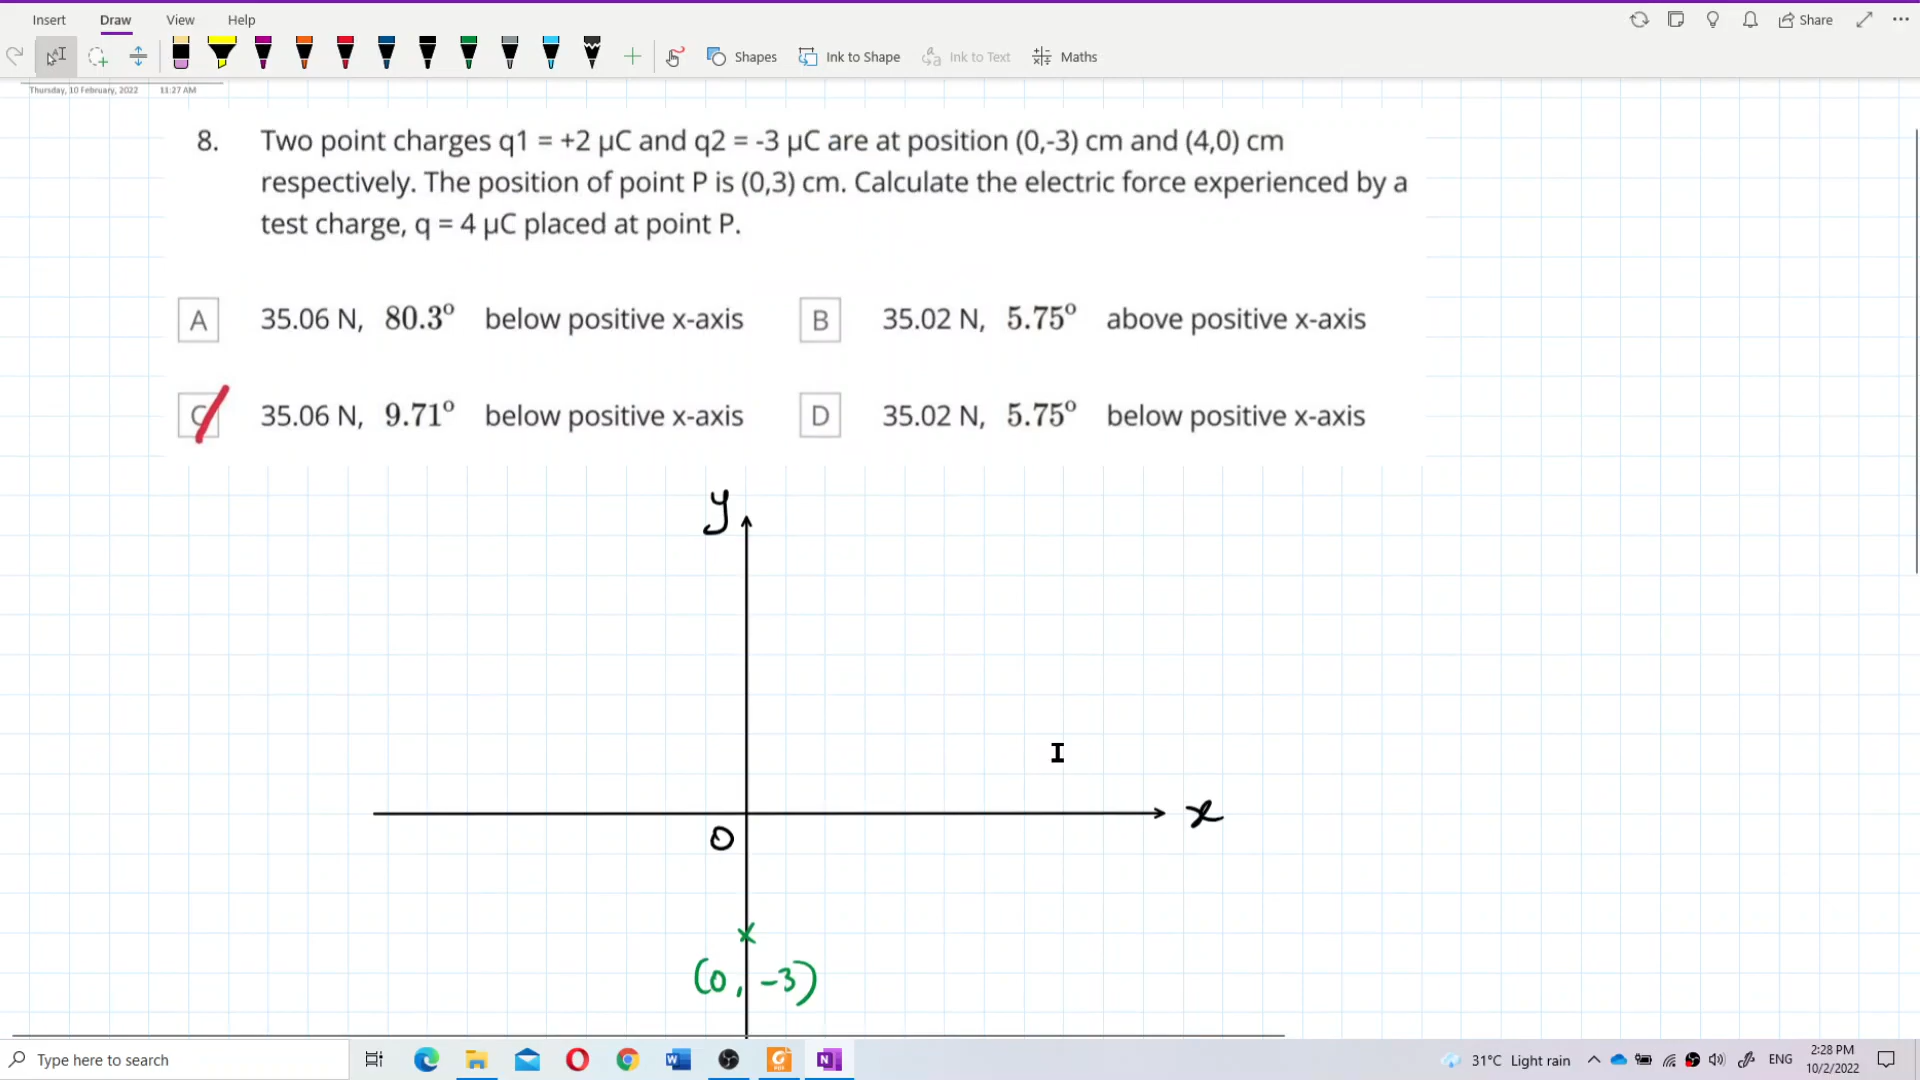 Insert Draw View Help
Share
Shapes Ink to Shape Ink to Text Maths
Thursday, 10 February, 2022 11:27 AM
8. Two point charges q1 = +2 μC and q2 = -3 μC are at position (0,-3) cm and (4,0) cm
respectively. The position of point P is (0,3) cm. Calculate the electric force experienced by a
test charge, q = 4 μC placed at point P.
A 35.06 N, 80.3° below positive x-axis B 35.02 N, 5.75° above positive x-axis
C 35.06 N, 9.71° below positive x-axis D 35.02 N, 5.75° below positive x-axis
y
x
0
x
(0, -3)
Type here to search
31°C Light rain
ENG
2:28 PM
10/2/2022